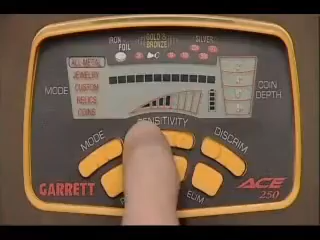 IRON
FOIL
GOLD &
BRONZE
SILVER
ALL-METAL
JEWELRY
CUSTOM
RELICS
COINS
MODE
COIN
DEPTH
SENSITIVITY
MODE
DISCRIM
GARRETT
ACE
250
ELIM